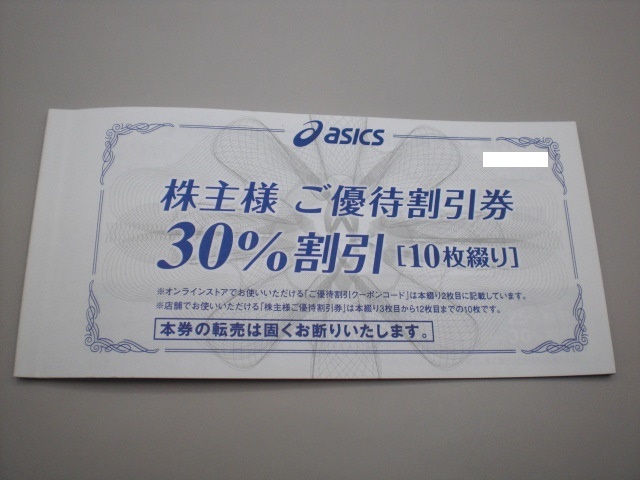 asics
株主様 ご優待割引券
30%割引 [10枚綴り]
※オンラインストアでお使いいただける「ご優待割引クーポンコード」は本綴り2枚目に記載しています。
※店舗でお使いいただける「株主様ご優待割引券」は本綴り3枚目から12枚目までの10枚です。
本券の転売は固くお断りいたします。